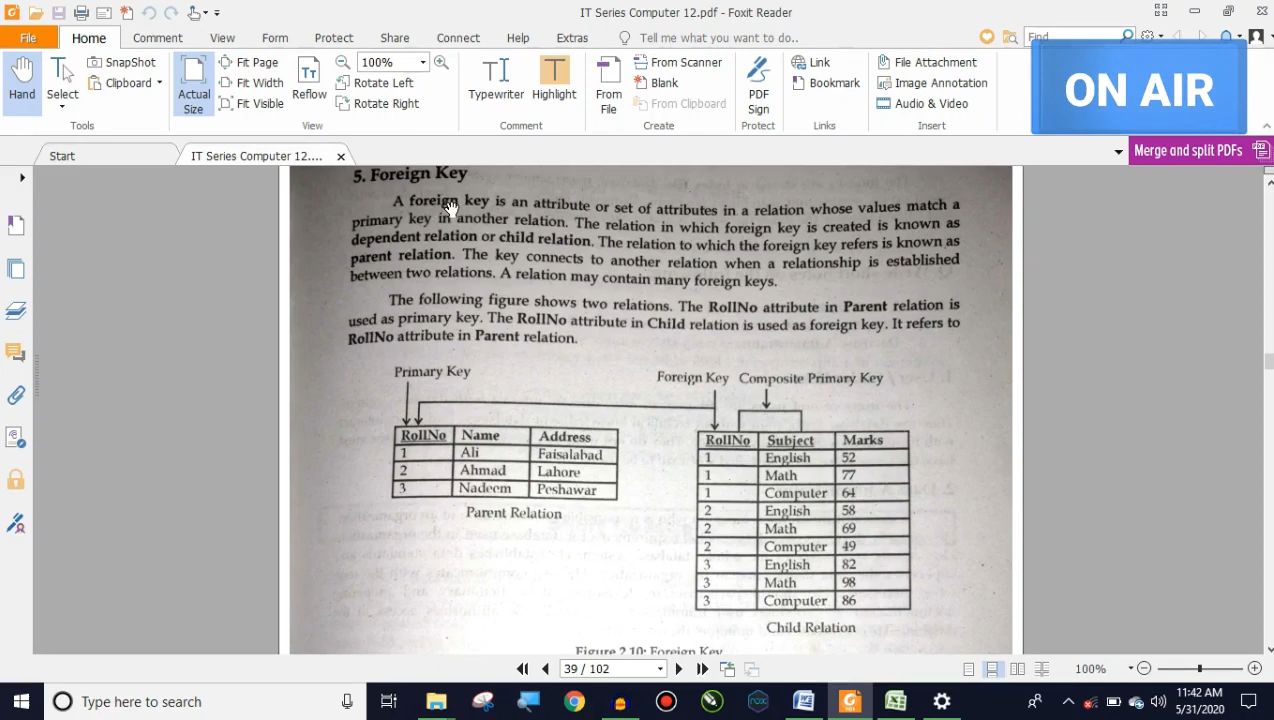 IT Series Computer 12.pdf - Foxit Reader
File Home Comment View Form Protect Share Connect Help Extras Tell me what you want to do.. Find
Hand
Select
SnapShot
Clipboard
Actual
Size
Fit Page
Fit Width
Fit Visible
Reflow
100%
Rotate Left
Rotate Right
Typewriter
Highlight
From
File
From Scanner
Blank
From Clipboard
PDF
Sign
Link
Bookmark
File Attachment
Image Annotation
Audio & Video
Tools View Comment Create Protect Links Insert
ON AIR
Start
IT Series Computer 12....
Merge and split PDFs
5. Foreign Key
A foreign key is an attribute or set of attributes in a relation whose values match a
primary key in another relation. The relation in which foreign key is created is known as
dependent relation or child relation. The relation to which the foreign key refers is known as
parent relation. The key connects to another relation when a relationship is established
between two relations. A relation may contain many foreign keys.
The following figure shows two relations. The RollNo attribute in Parent relation is
used as primary key. The RollNo attribute in Child relation is used as foreign key. It refers to
RollNo attribute in Parent relation.
Primary Key
RollNo Name Address
1 Ali Faisalabad
2 Ahmad Lahore
3 Nadeem Peshawar
Parent Relation
Foreign Key Composite Primary Key
RollNo Subject Marks
1 English 52
1 Math 77
1 Computer 64
2 English 58
2 Math 69
2 Computer 49
3 English 82
3 Math 98
3 Computer 86
Child Relation
Figure 2.10: Foreign Key
39 / 102
100%
Type here to search
11:42 AM
5/31/2020